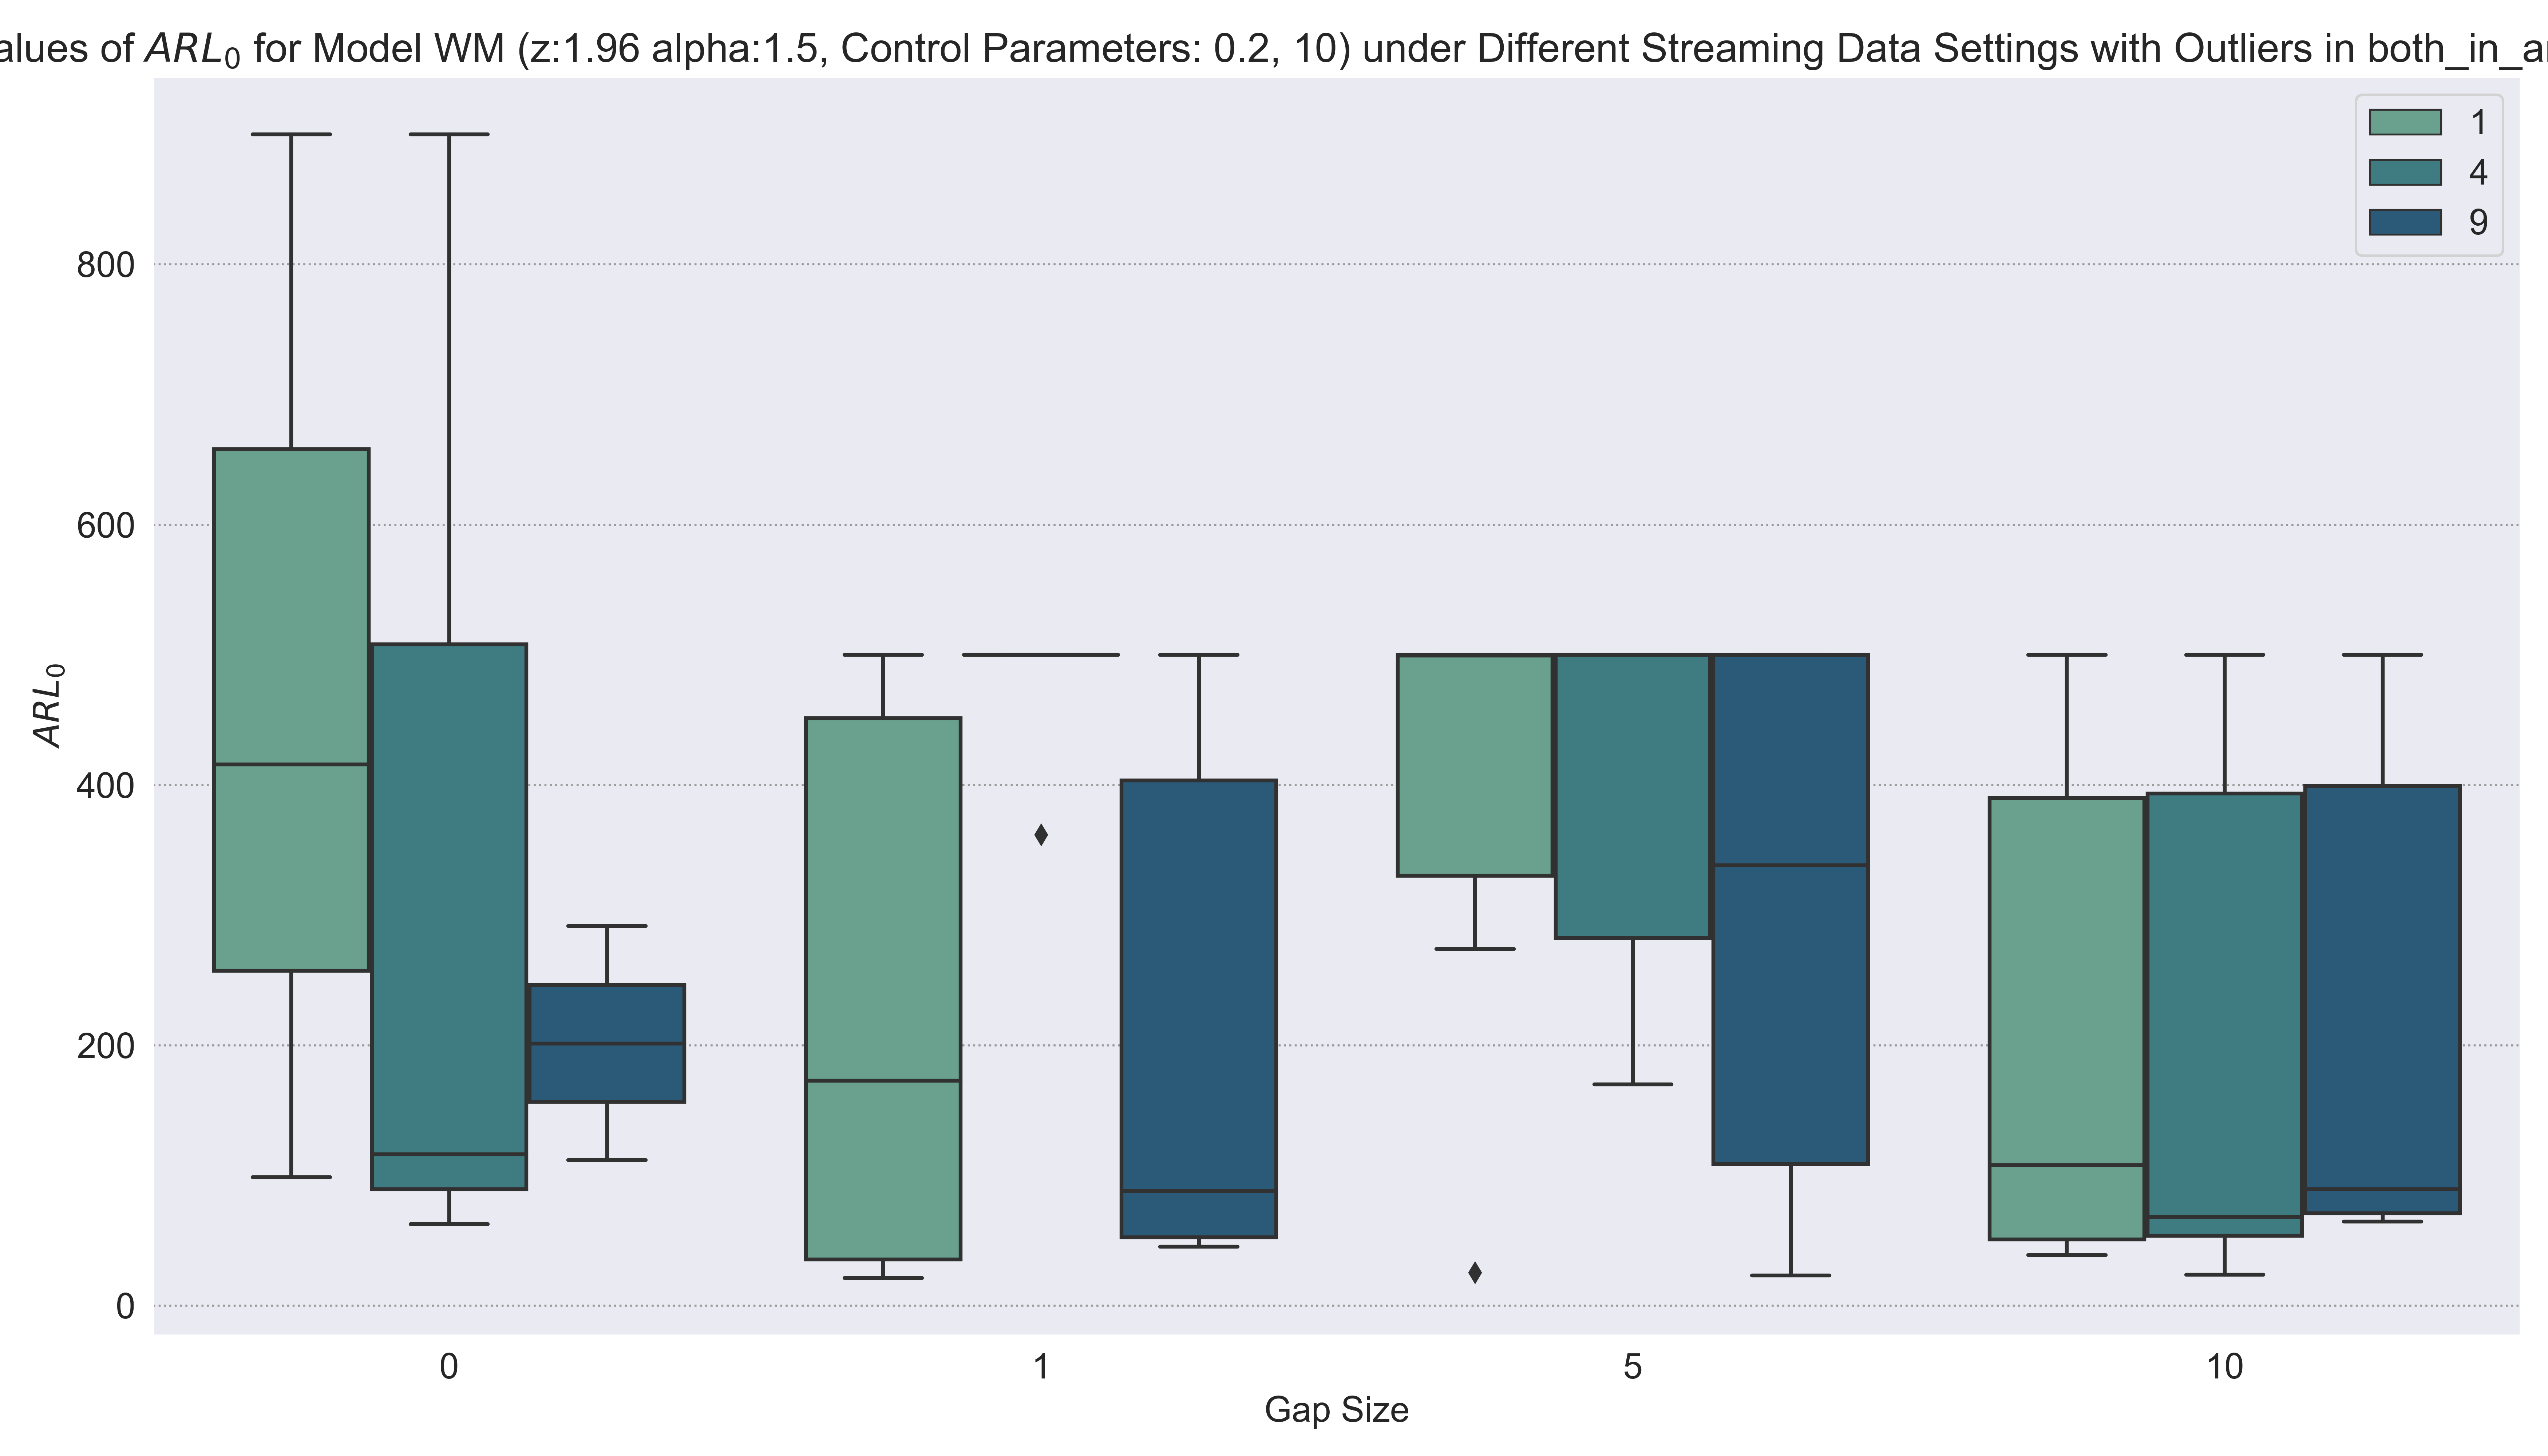 alues of ARL₀ for Model WM (z:1.96 alpha:1.5, Control Parameters: 0.2, 10) under Different Streaming Data Settings with Outliers in both_in_a
1
4
9
800
600
400
200
0
ARL₀
0 1 5 10
Gap Size